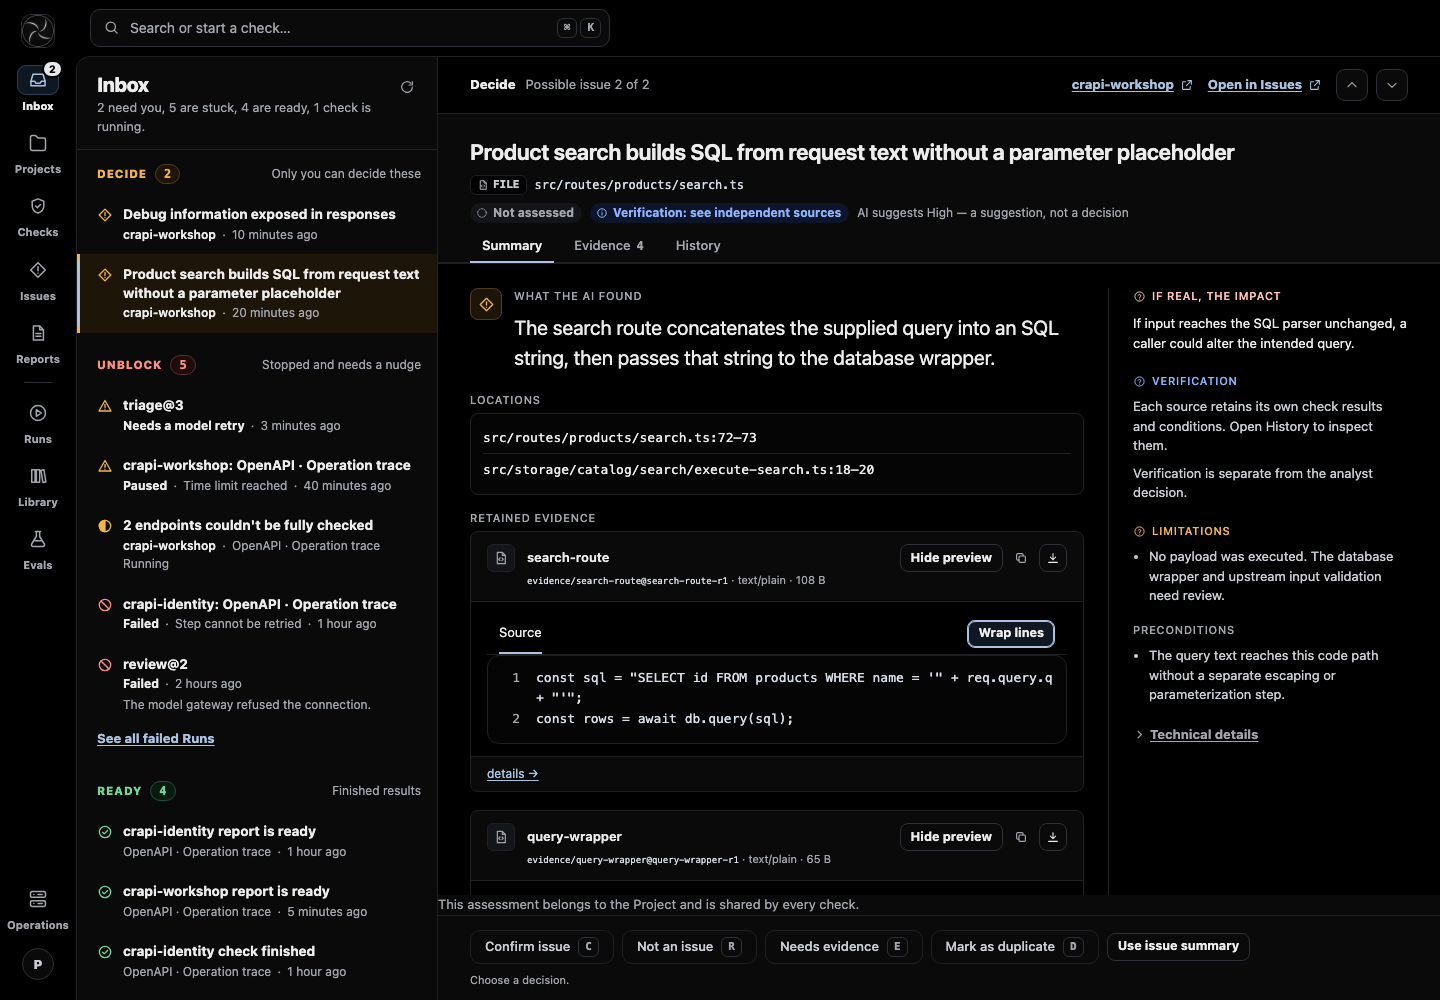 Search or start a check...
⌘ K
2
Inbox
Projects
Checks
Issues
Reports
Runs
Library
Evals
Operations
P
Inbox
2 need you, 5 are stuck, 4 are ready, 1 check is
running.
DECIDE 2 Only you can decide these
Debug information exposed in responses
crapi-workshop · 10 minutes ago
Product search builds SQL from request text
without a parameter placeholder
crapi-workshop · 20 minutes ago
UNBLOCK 5 Stopped and needs a nudge
triage@3
Needs a model retry · 3 minutes ago
crapi-workshop: OpenAPI · Operation trace
Paused · Time limit reached · 40 minutes ago
2 endpoints couldn't be fully checked
crapi-workshop · OpenAPI · Operation trace
Running
crapi-identity: OpenAPI · Operation trace
Failed · Step cannot be retried · 1 hour ago
review@2
Failed · 2 hours ago
The model gateway refused the connection.
See all failed Runs
READY 4 Finished results
crapi-identity report is ready
OpenAPI · Operation trace · 1 hour ago
crapi-workshop report is ready
OpenAPI · Operation trace · 5 minutes ago
crapi-identity check finished
OpenAPI · Operation trace · 1 hour ago
Decide Possible issue 2 of 2
crapi-workshop Open in Issues
Product search builds SQL from request text without a parameter placeholder
FILE src/routes/products/search.ts
Not assessed Verification: see independent sources AI suggests High — a suggestion, not a decision
Summary Evidence 4 History
WHAT THE AI FOUND
The search route concatenates the supplied query into an SQL
string, then passes that string to the database wrapper.
LOCATIONS
src/routes/products/search.ts:72–73
src/storage/catalog/search/execute-search.ts:18–20
RETAINED EVIDENCE
search-route Hide preview
evidence/search-route@search-route-r1 · text/plain · 108 B
Source Wrap lines
1 const sql = "SELECT id FROM products WHERE name = '" + req.query.q
+ "'";
2 const rows = await db.query(sql);
details →
query-wrapper Hide preview
evidence/query-wrapper@query-wrapper-r1 · text/plain · 65 B
IF REAL, THE IMPACT
If input reaches the SQL parser unchanged, a
caller could alter the intended query.
VERIFICATION
Each source retains its own check results
and conditions. Open History to inspect
them.
Verification is separate from the analyst
decision.
LIMITATIONS
• No payload was executed. The database
wrapper and upstream input validation
need review.
PRECONDITIONS
• The query text reaches this code path
without a separate escaping or
parameterization step.
Technical details
This assessment belongs to the Project and is shared by every check.
Confirm issue C Not an issue R Needs evidence E Mark as duplicate D Use issue summary
Choose a decision.